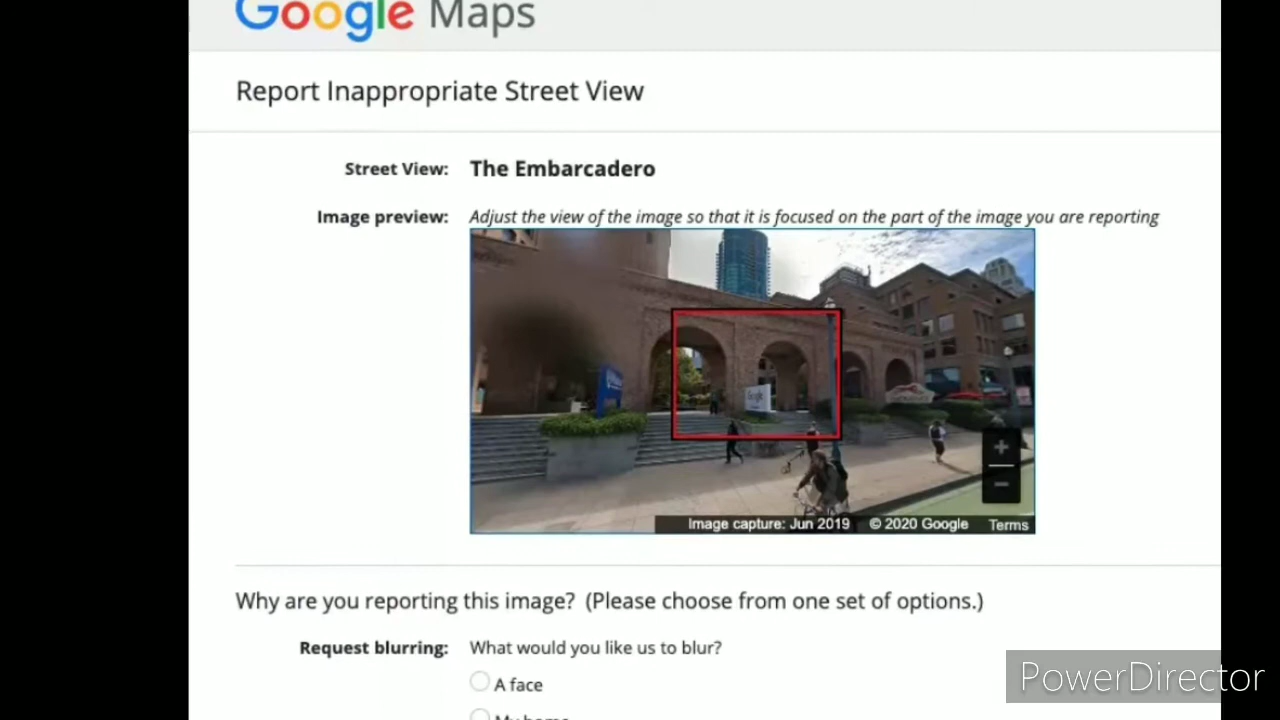 Google Maps
Report Inappropriate Street View
Street View: The Embarcadero
Image preview: Adjust the view of the image so that it is focused on the part of the image you are reporting
Google
+
−
Image capture: Jun 2019 © 2020 Google Terms
Why are you reporting this image? (Please choose from one set of options.)
Request blurring: What would you like us to blur?
A face
My home
PowerDirector